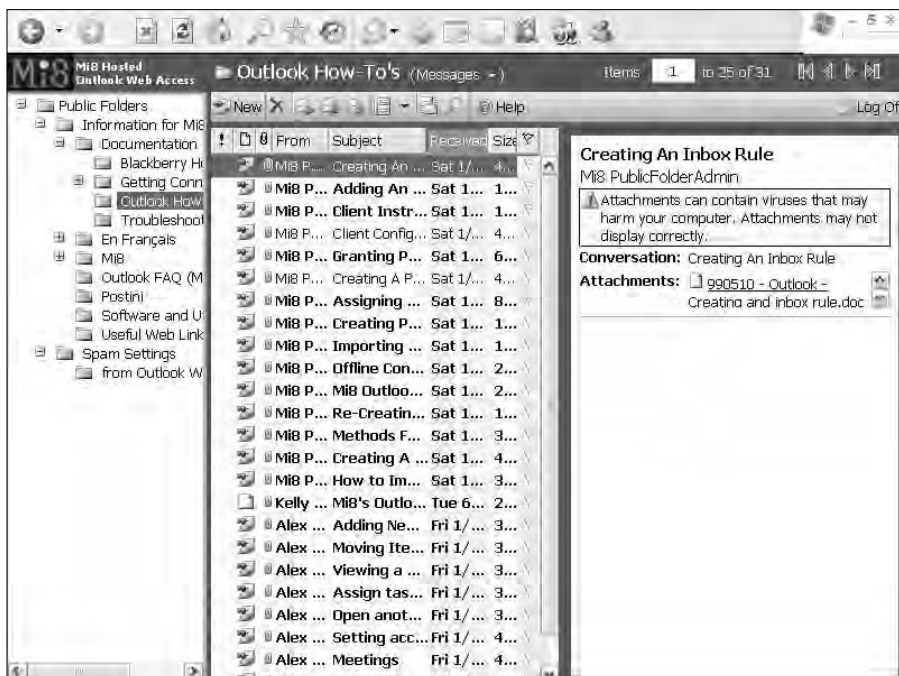 Mi8 Mi8 Hosted Outlook Web Access
Outlook How-To's (Messages ▾)
Items 1 to 25 of 31
New
Help
Log Of
Public Folders
Information for Mi8
Documentation
Blackberry H
Getting Conn
Outlook How
Troubleshoot
En Français
Mi8
Outlook FAQ (M
Postini
Software and U
Useful Web Link
Spam Settings
from Outlook W
! From Subject Received Size
Mi8 P... Creating An ... Sat 1/... 4...
Mi8 P... Adding An ... Sat 1... 1...
Mi8 P... Client Instr... Sat 1... 1...
Mi8 P... Client Config... Sat 1/... 4...
Mi8 P... Granting P... Sat 1... 6...
Mi8 P... Creating A P... Sat 1/... 4...
Mi8 P... Assigning ... Sat 1... 8...
Mi8 P... Creating P... Sat 1... 1...
Mi8 P... Importing ... Sat 1... 1...
Mi8 P... Offline Con... Sat 1... 2...
Mi8 P... Mi8 Outloo... Sat 1... 2...
Mi8 P... Re-Creatin... Sat 1... 1...
Mi8 P... Methods F... Sat 1... 3...
Mi8 P... Creating A ... Sat 1... 4...
Mi8 P... How to Im... Sat 1... 3...
Kelly ... Mi8's Outlo... Tue 6... 2...
Alex ... Adding Ne... Fri 1/... 3...
Alex ... Moving Ite... Fri 1/... 3...
Alex ... Viewing a ... Fri 1/... 3...
Alex ... Assign tas... Fri 1/... 3...
Alex ... Open anot... Fri 1/... 3...
Alex ... Setting acc... Fri 1/... 4...
Alex ... Meetings Fri 1/... 4...
Creating An Inbox Rule
Mi8 PublicFolderAdmin
Attachments can contain viruses that may
harm your computer. Attachments may not
display correctly.
Conversation: Creating An Inbox Rule
Attachments: 990510 - Outlook -
Creating and inbox rule.doc